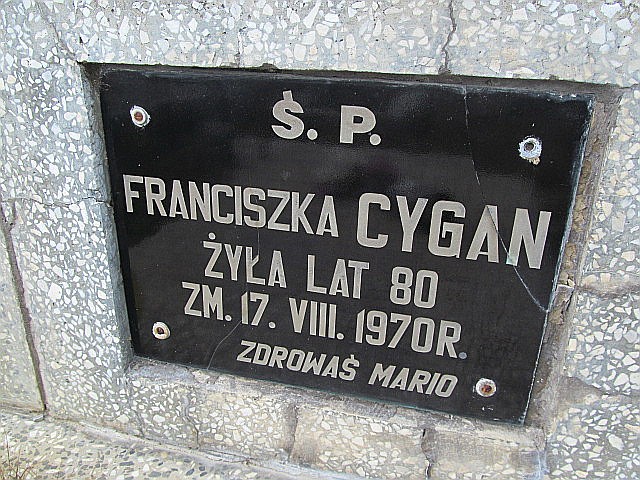 Ś. P.
FRANCISZKA CYGAN
ŻYŁA LAT 80
ZM. 17. VIII. 1970R.
ZDROWAŚ MARIO